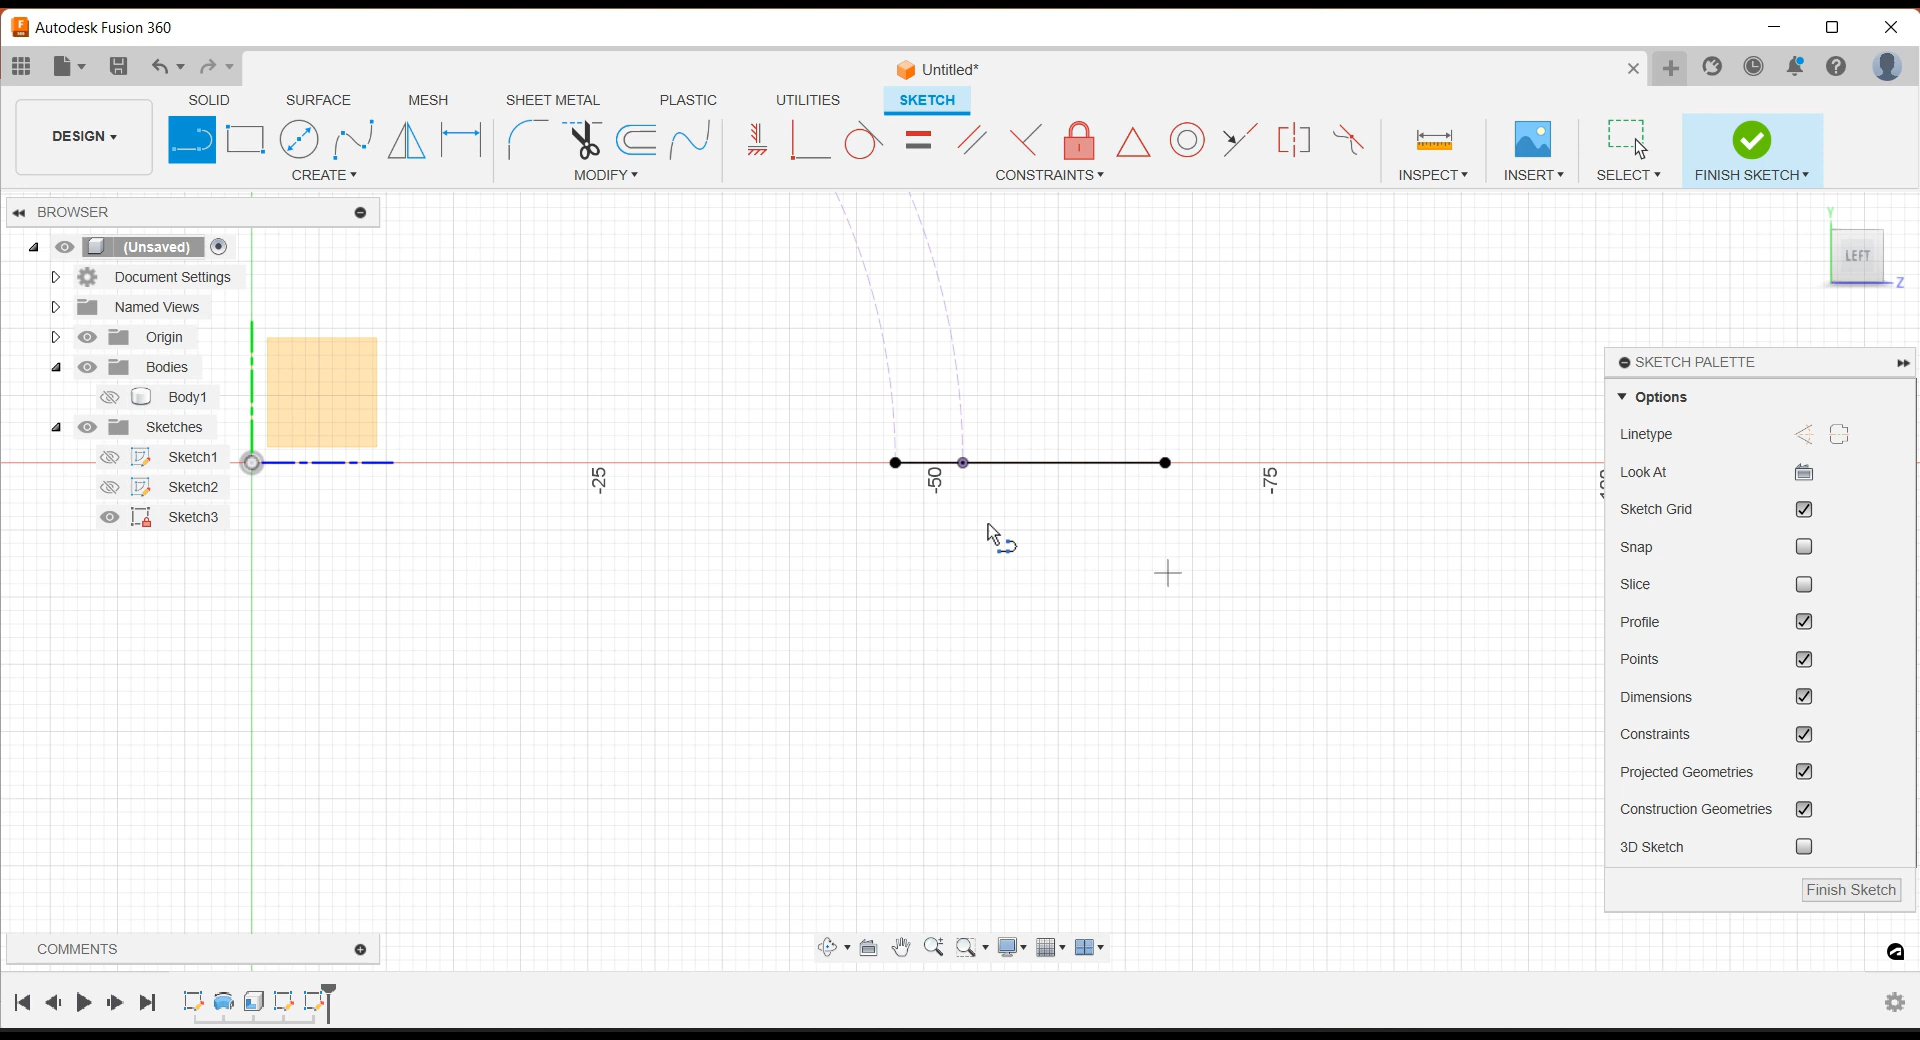 Autodesk Fusion 360
Untitled*
SOLID SURFACE MESH SHEET METAL PLASTIC UTILITIES SKETCH
DESIGN
CREATE MODIFY CONSTRAINTS INSPECT INSERT SELECT FINISH SKETCH
BROWSER
(Unsaved)
Document Settings
Named Views
Origin
Bodies
Body1
Sketches
Sketch1
Sketch2
Sketch3
Y
LEFT
Z
-25
-50
-75
SKETCH PALETTE
Options
Linetype
Look At
Sketch Grid
Snap
Slice
Profile
Points
Dimensions
Constraints
Projected Geometries
Construction Geometries
3D Sketch
Finish Sketch
COMMENTS